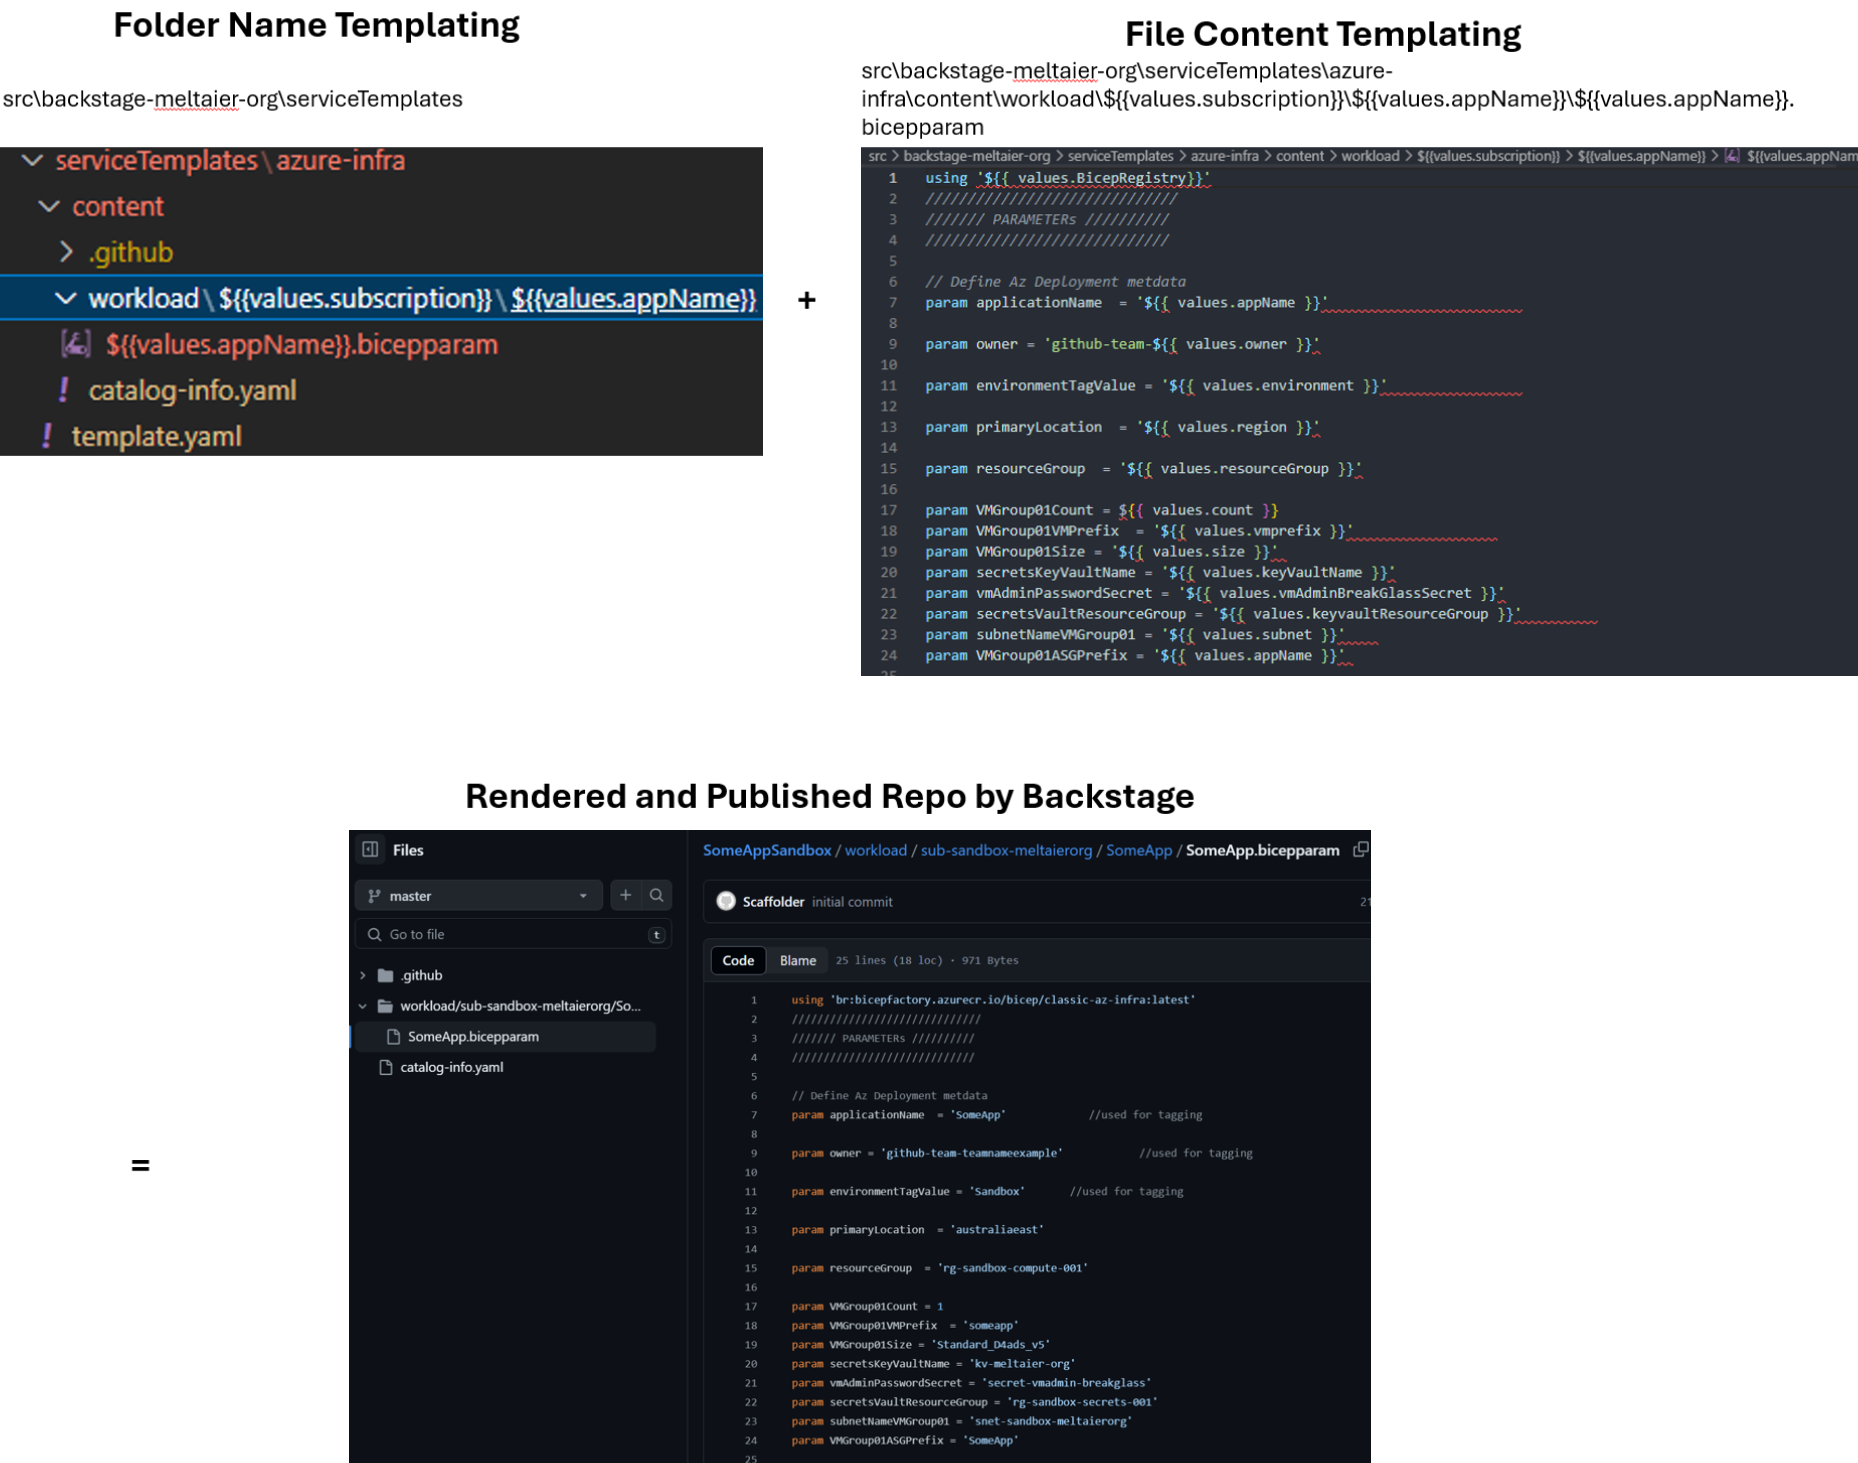 Folder Name Templating
src\backstage-meltaier-org\serviceTemplates
serviceTemplates\azure-infra
content
.github
workload\${{values.subscription}}\${{values.appName}}
${{values.appName}}.bicepparam
! catalog-info.yaml
! template.yaml
+
File Content Templating
src\backstage-meltaier-org\serviceTemplates\azure-
infra\content\workload\${{values.subscription}}\${{values.appName}}\${{values.appName}}.
bicepparam
src > backstage-meltaier-org > serviceTemplates > azure-infra > content > workload > ${{values.subscription}} > ${{values.appName}} > ${{values.appNam
1 using '${{ values.BicepRegistry}}'
2 //////////////////////////////
3 /////// PARAMETERs //////////
4 /////////////////////////////
5
6 // Define Az Deployment metdata
7 param applicationName  = '${{ values.appName }}'
8
9 param owner = 'github-team-${{ values.owner }}'
10
11 param environmentTagValue = '${{ values.environment }}'
12
13 param primaryLocation  = '${{ values.region }}'
14
15 param resourceGroup  = '${{ values.resourceGroup }}'
16
17 param VMGroup01Count = ${{ values.count }}
18 param VMGroup01VMPrefix  = '${{ values.vmprefix }}'
19 param VMGroup01Size = '${{ values.size }}'
20 param secretsKeyVaultName = '${{ values.keyVaultName }}'
21 param vmAdminPasswordSecret = '${{ values.vmAdminBreakGlassSecret }}'
22 param secretsVaultResourceGroup = '${{ values.keyvaultResourceGroup }}'
23 param subnetNameVMGroup01 = '${{ values.subnet }}'
24 param VMGroup01ASGPrefix = '${{ values.appName }}'
25
Rendered and Published Repo by Backstage
=
Files
master
Go to file t
.github
workload/sub-sandbox-meltaierorg/So...
SomeApp.bicepparam
catalog-info.yaml
SomeAppSandbox / workload / sub-sandbox-meltaierorg / SomeApp / SomeApp.bicepparam
Scaffolder initial commit 21
Code Blame 25 lines (18 loc) · 971 Bytes
1 using 'br:bicepfactory.azurecr.io/bicep/classic-az-infra:latest'
2 //////////////////////////////
3 /////// PARAMETERs //////////
4 /////////////////////////////
5
6 // Define Az Deployment metdata
7 param applicationName  = 'SomeApp' //used for tagging
8
9 param owner = 'github-team-teamnameexample' //used for tagging
10
11 param environmentTagValue = 'Sandbox' //used for tagging
12
13 param primaryLocation  = 'australiaeast'
14
15 param resourceGroup  = 'rg-sandbox-compute-001'
16
17 param VMGroup01Count = 1
18 param VMGroup01VMPrefix  = 'someapp'
19 param VMGroup01Size = 'Standard_D4ads_v5'
20 param secretsKeyVaultName = 'kv-meltaier-org'
21 param vmAdminPasswordSecret = 'secret-vmadmin-breakglass'
22 param secretsVaultResourceGroup = 'rg-sandbox-secrets-001'
23 param subnetNameVMGroup01 = 'snet-sandbox-meltaierorg'
24 param VMGroup01ASGPrefix = 'SomeApp'
25